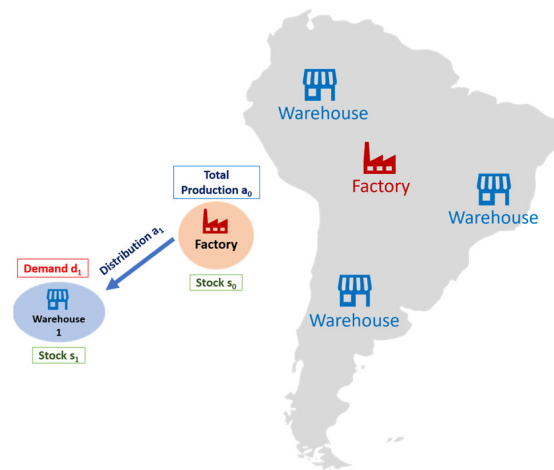 Total
Production a₀
Factory
Stock s₀
Distribution a₁
Demand d₁
Warehouse
1
Stock s₁
Warehouse
Factory
Warehouse
Warehouse